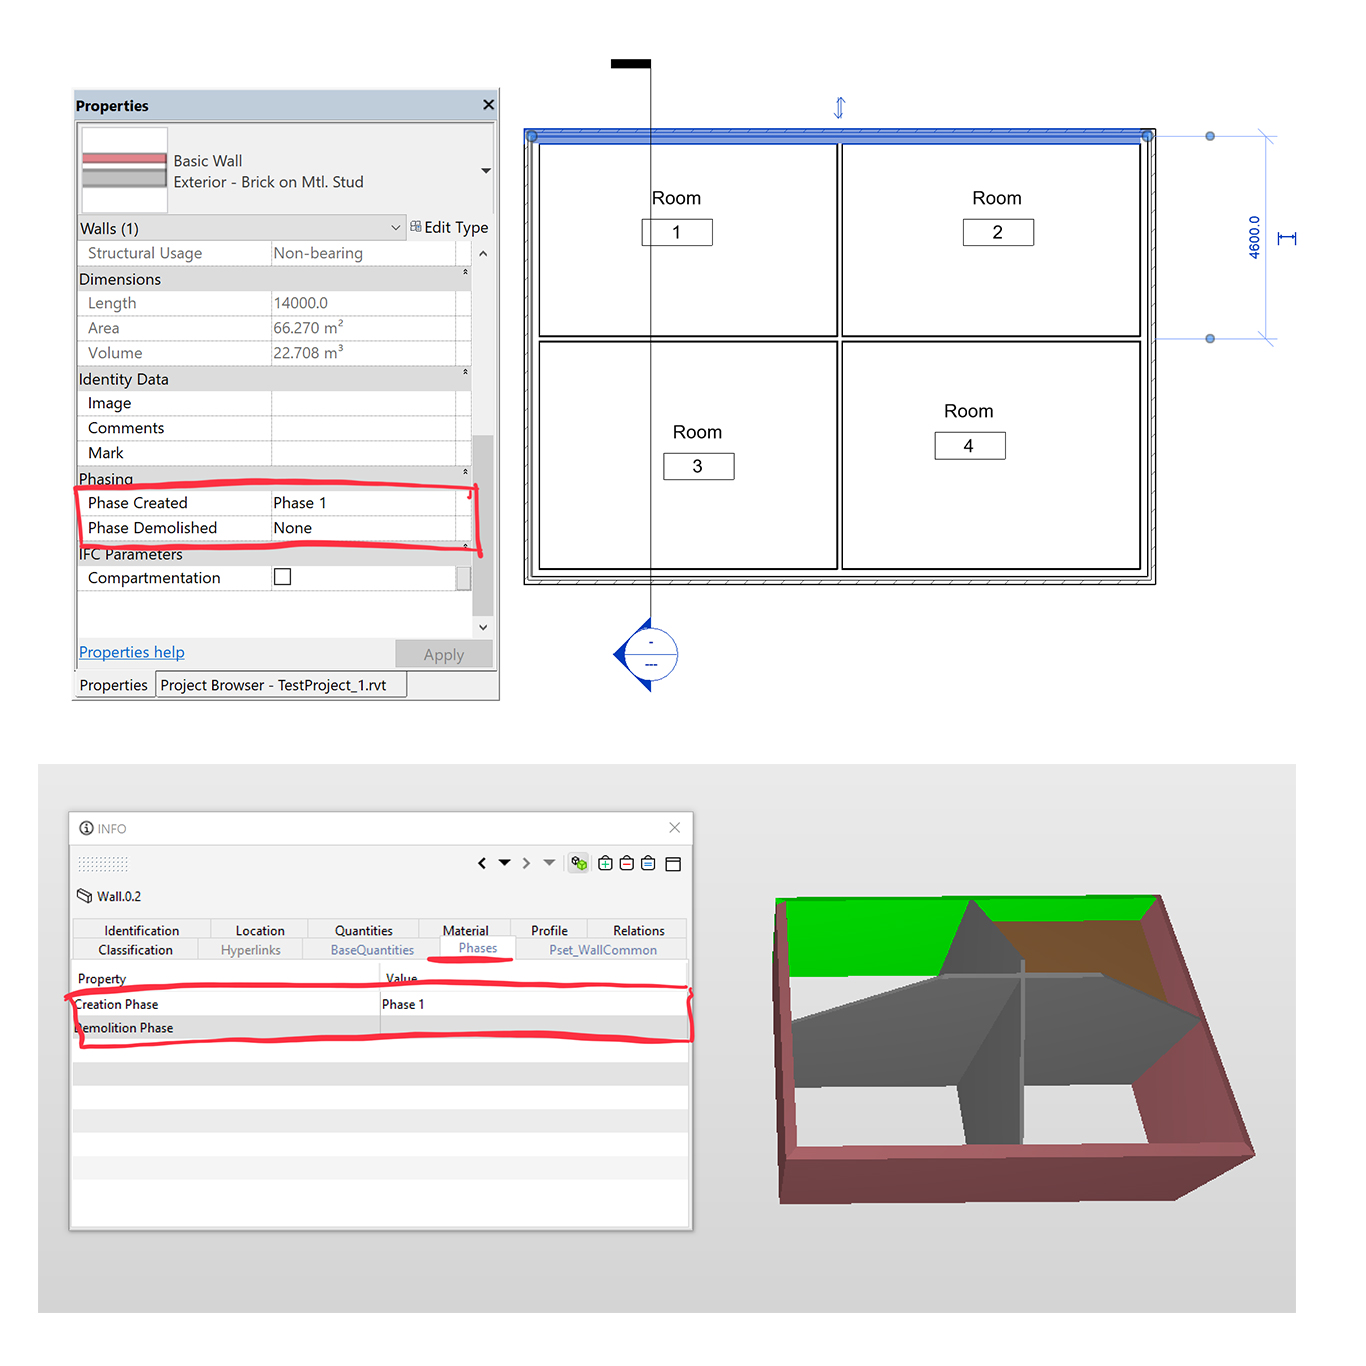 Properties
Basic Wall
Exterior - Brick on Mtl. Stud
Walls (1) Edit Type
Structural Usage Non-bearing
Dimensions
Length 14000.0
Area 66.270 m²
Volume 22.708 m³
Identity Data
Image
Comments
Mark
Phasing
Phase Created Phase 1
Phase Demolished None
IFC Parameters
Compartmentation
Properties help Apply
Properties Project Browser - TestProject_1.rvt
Room
1
Room
2
Room
3
Room
4
4600.0
-
---
INFO
Wall.0.2
Identification Location Quantities Material Profile Relations
Classification Hyperlinks BaseQuantities Phases Pset_WallCommon
Property Value
Creation Phase Phase 1
Demolition Phase